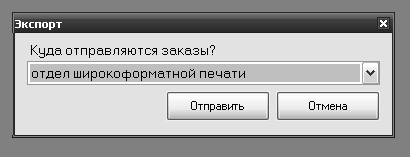 Экспорт
Куда отправляются заказы?
отдел широкоформатной печати
Отправить
Отмена